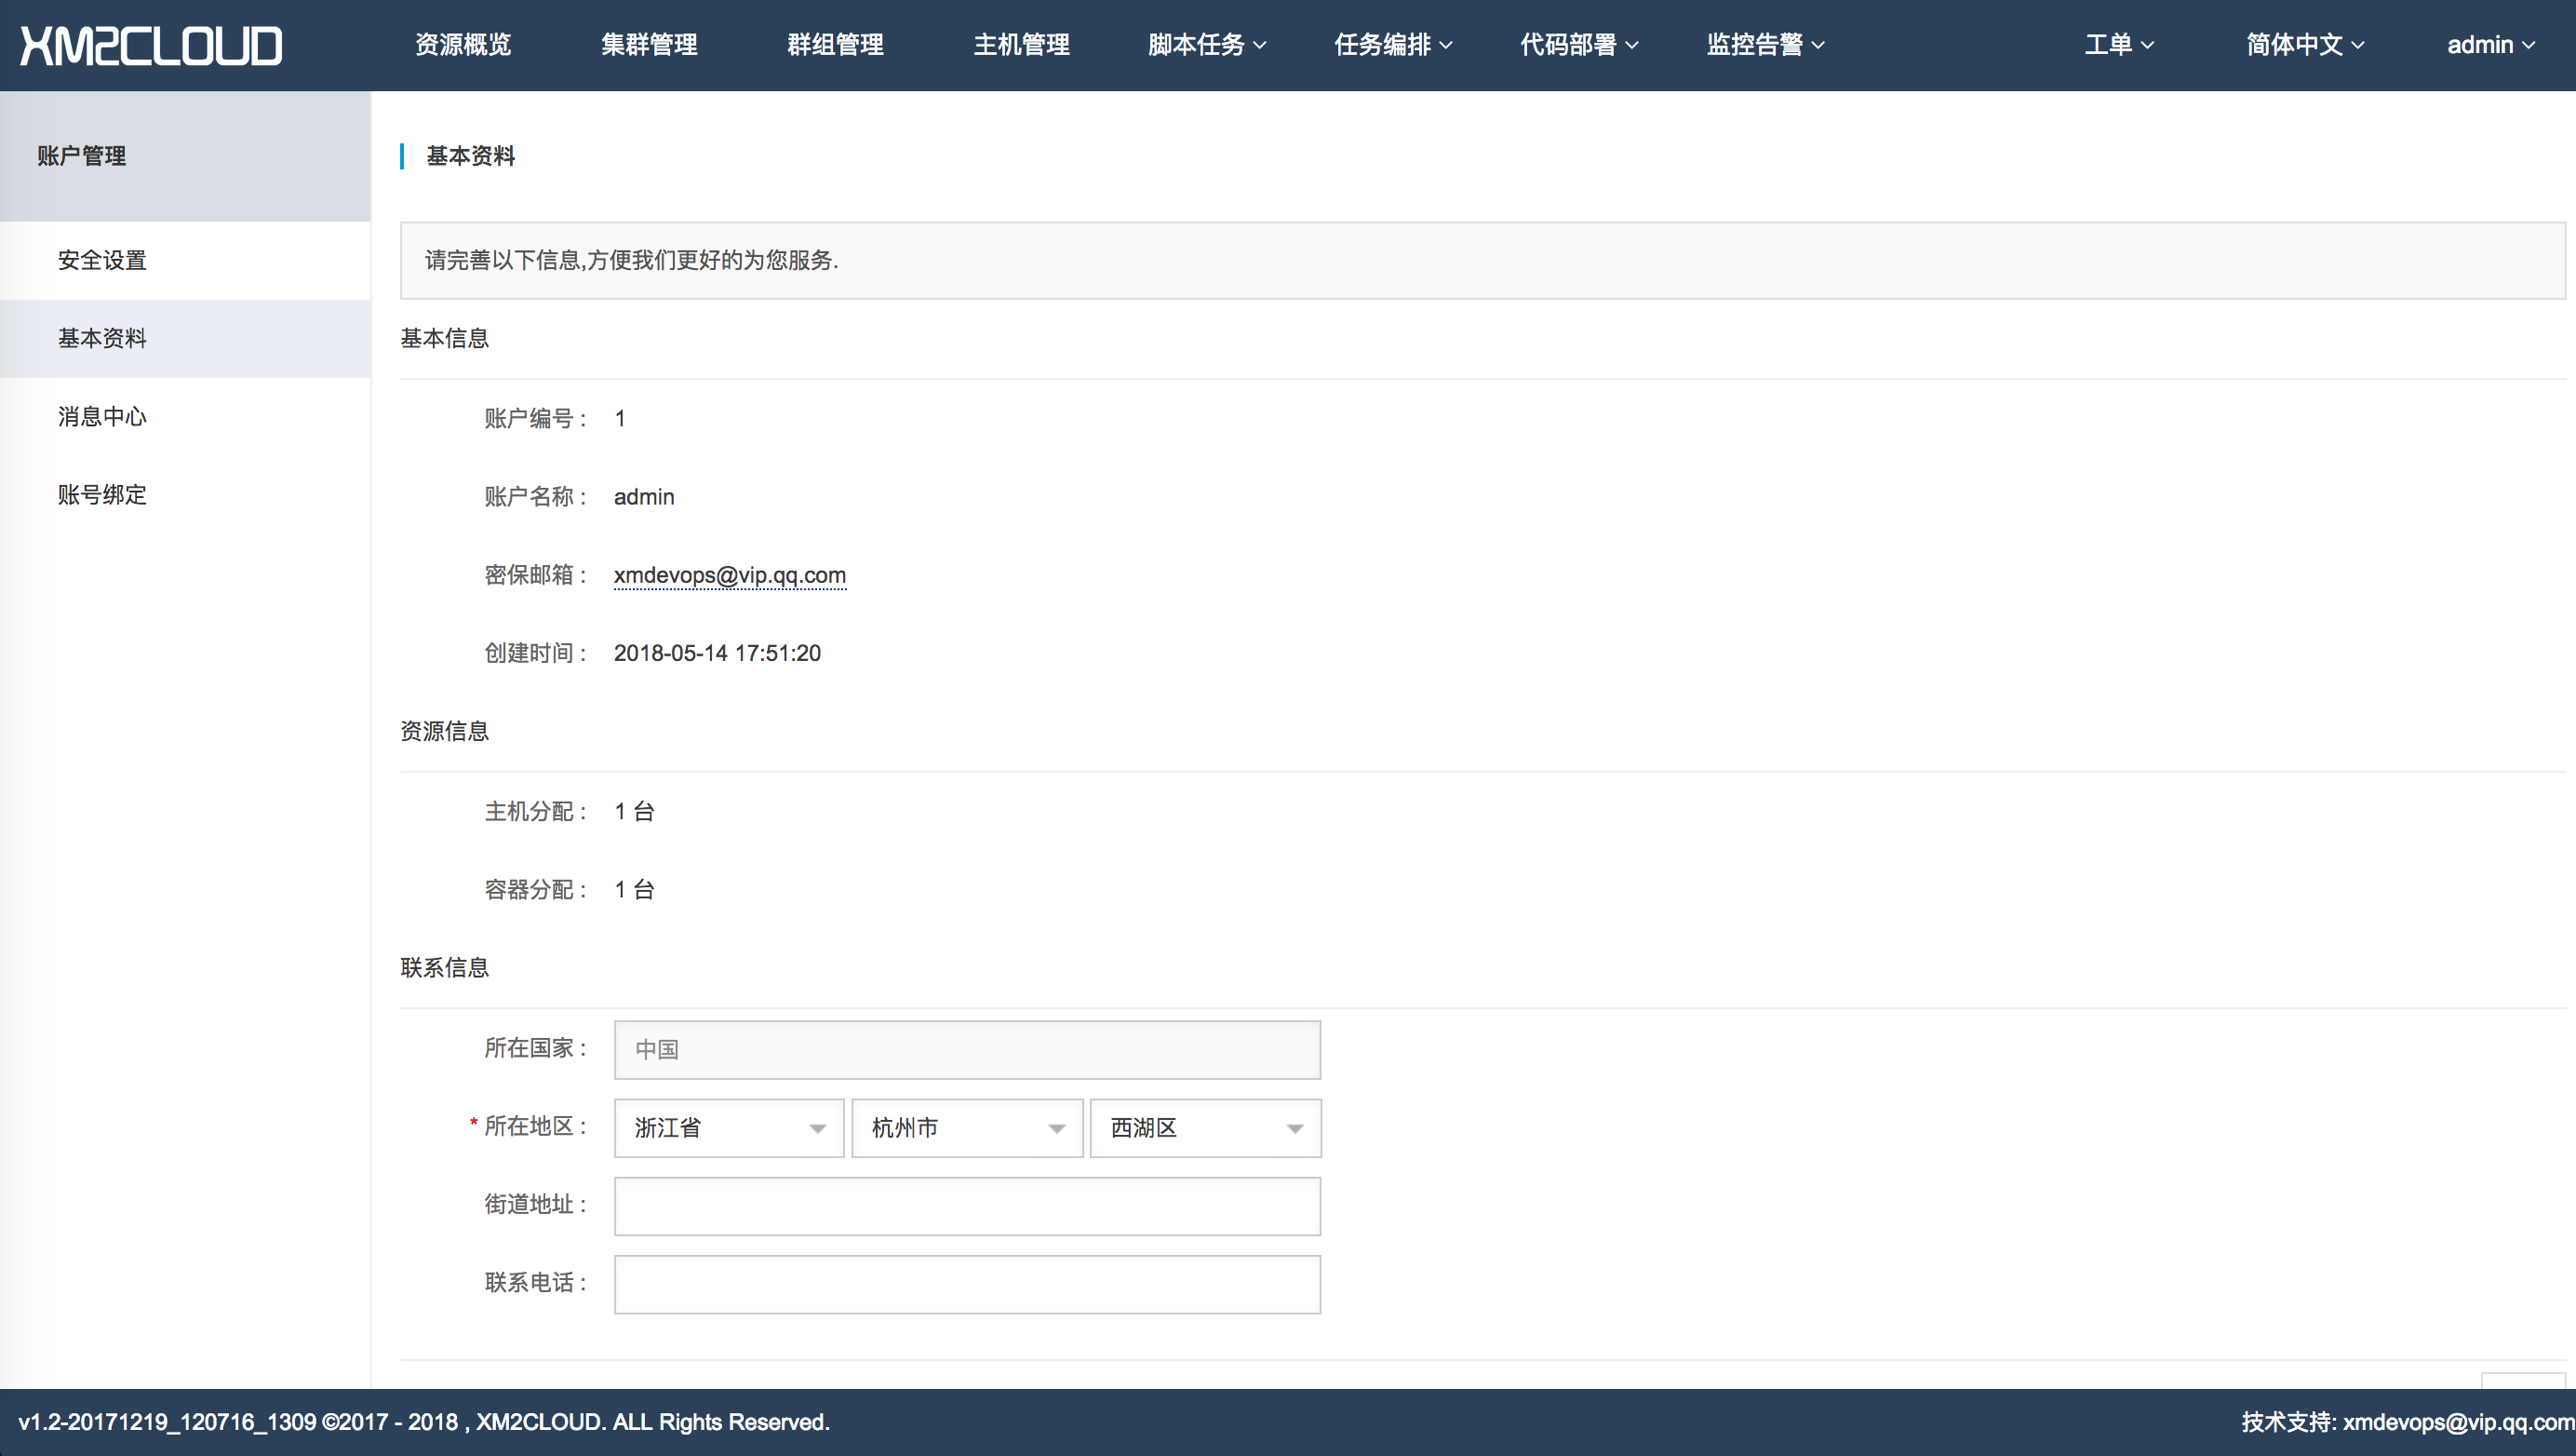 XM2CLOUD 资源概览 集群管理 群组管理 主机管理 脚本任务 任务编排 代码部署 监控告警 工单 简体中文 admin
账户管理
安全设置
基本资料
消息中心
账号绑定
基本资料
请完善以下信息,方便我们更好的为您服务.
基本信息
账户编号 : 1
账户名称 : admin
密保邮箱 : xmdevops@vip.qq.com
创建时间 : 2018-05-14 17:51:20
资源信息
主机分配 : 1 台
容器分配 : 1 台
联系信息
所在国家 : 中国
* 所在地区 : 浙江省 杭州市 西湖区
街道地址 :
联系电话 :
v1.2-20171219_120716_1309 ©2017 - 2018 , XM2CLOUD. ALL Rights Reserved. 技术支持: xmdevops@vip.qq.com